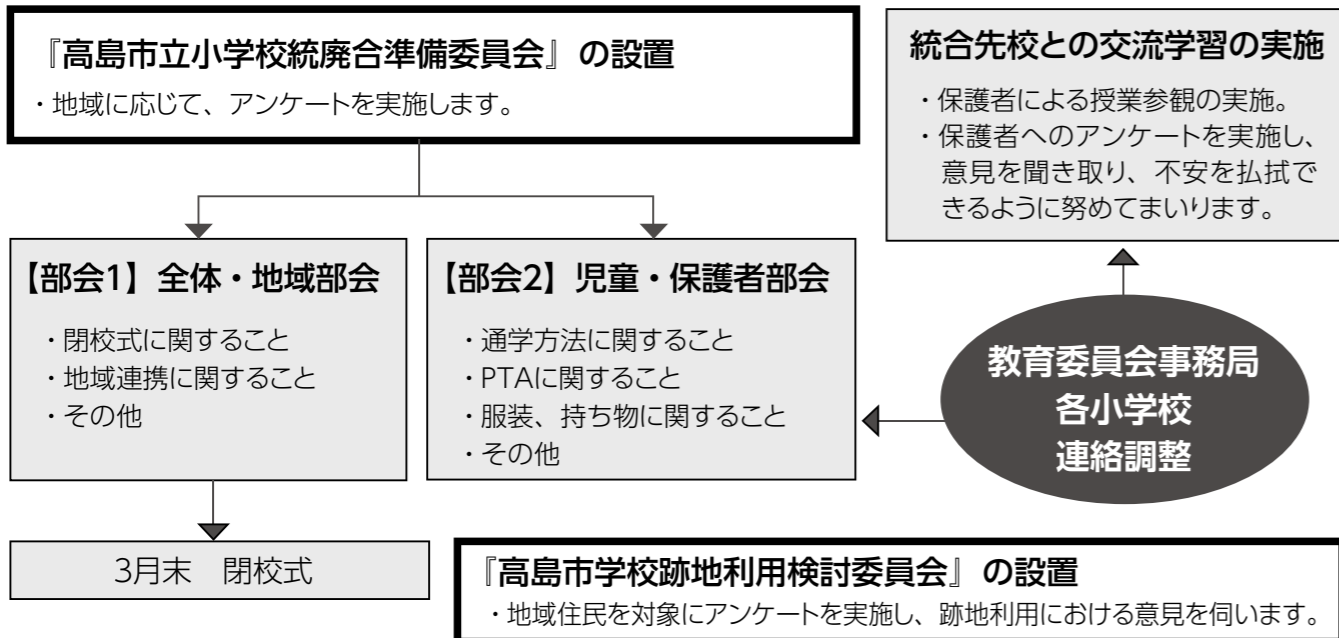 『高島市立小学校統廃合準備委員会』の設置
・地域に応じて、アンケートを実施します。
統合先校との交流学習の実施
・保護者による授業参観の実施。
・保護者へのアンケートを実施し、
意見を聞き取り、不安を払拭で
きるように努めてまいります。
【部会1】全体・地域部会
・閉校式に関すること
・地域連携に関すること
・その他
【部会2】児童・保護者部会
・通学方法に関すること
・PTAに関すること
・服装、持ち物に関すること
・その他
教育委員会事務局
各小学校
連絡調整
3月末　閉校式
『高島市学校跡地利用検討委員会』の設置
・地域住民を対象にアンケートを実施し、跡地利用における意見を伺います。